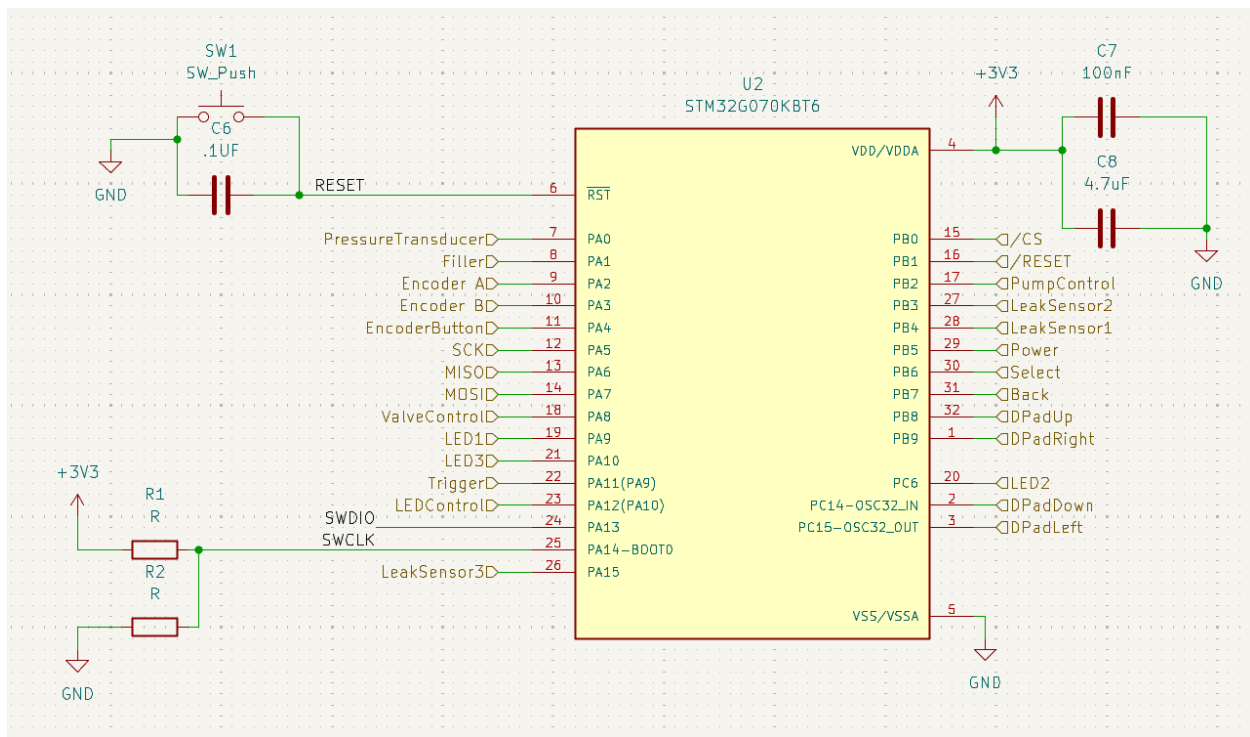 SW1
SW_Push
C6
.1UF
GND
RESET
U2
STM32G070KBT6
+3V3
C7
100nF
C8
4.7uF
GND
6 RST
PressureTransducer 7 PA0
Filler 8 PA1
Encoder A 9 PA2
Encoder B 10 PA3
EncoderButton 11 PA4
SCK 12 PA5
MISO 13 PA6
MOSI 14 PA7
ValveControl 18 PA8
LED1 19 PA9
LED3 21 PA10
Trigger 22 PA11(PA9)
LEDControl 23 PA12(PA10)
SWDIO 24 PA13
SWCLK 25 PA14-BOOT0
LeakSensor3 26 PA15
VDD/VDDA 4
PB0 15 /CS
PB1 16 /RESET
PB2 17 PumpControl
PB3 27 LeakSensor2
PB4 28 LeakSensor1
PB5 29 Power
PB6 30 Select
PB7 31 Back
PB8 32 DPadUp
PB9 1 DPadRight
PC6 20 LED2
PC14-OSC32_IN 2 DPadDown
PC15-OSC32_OUT 3 DPadLeft
VSS/VSSA 5
GND
+3V3
R1
R
R2
R
GND